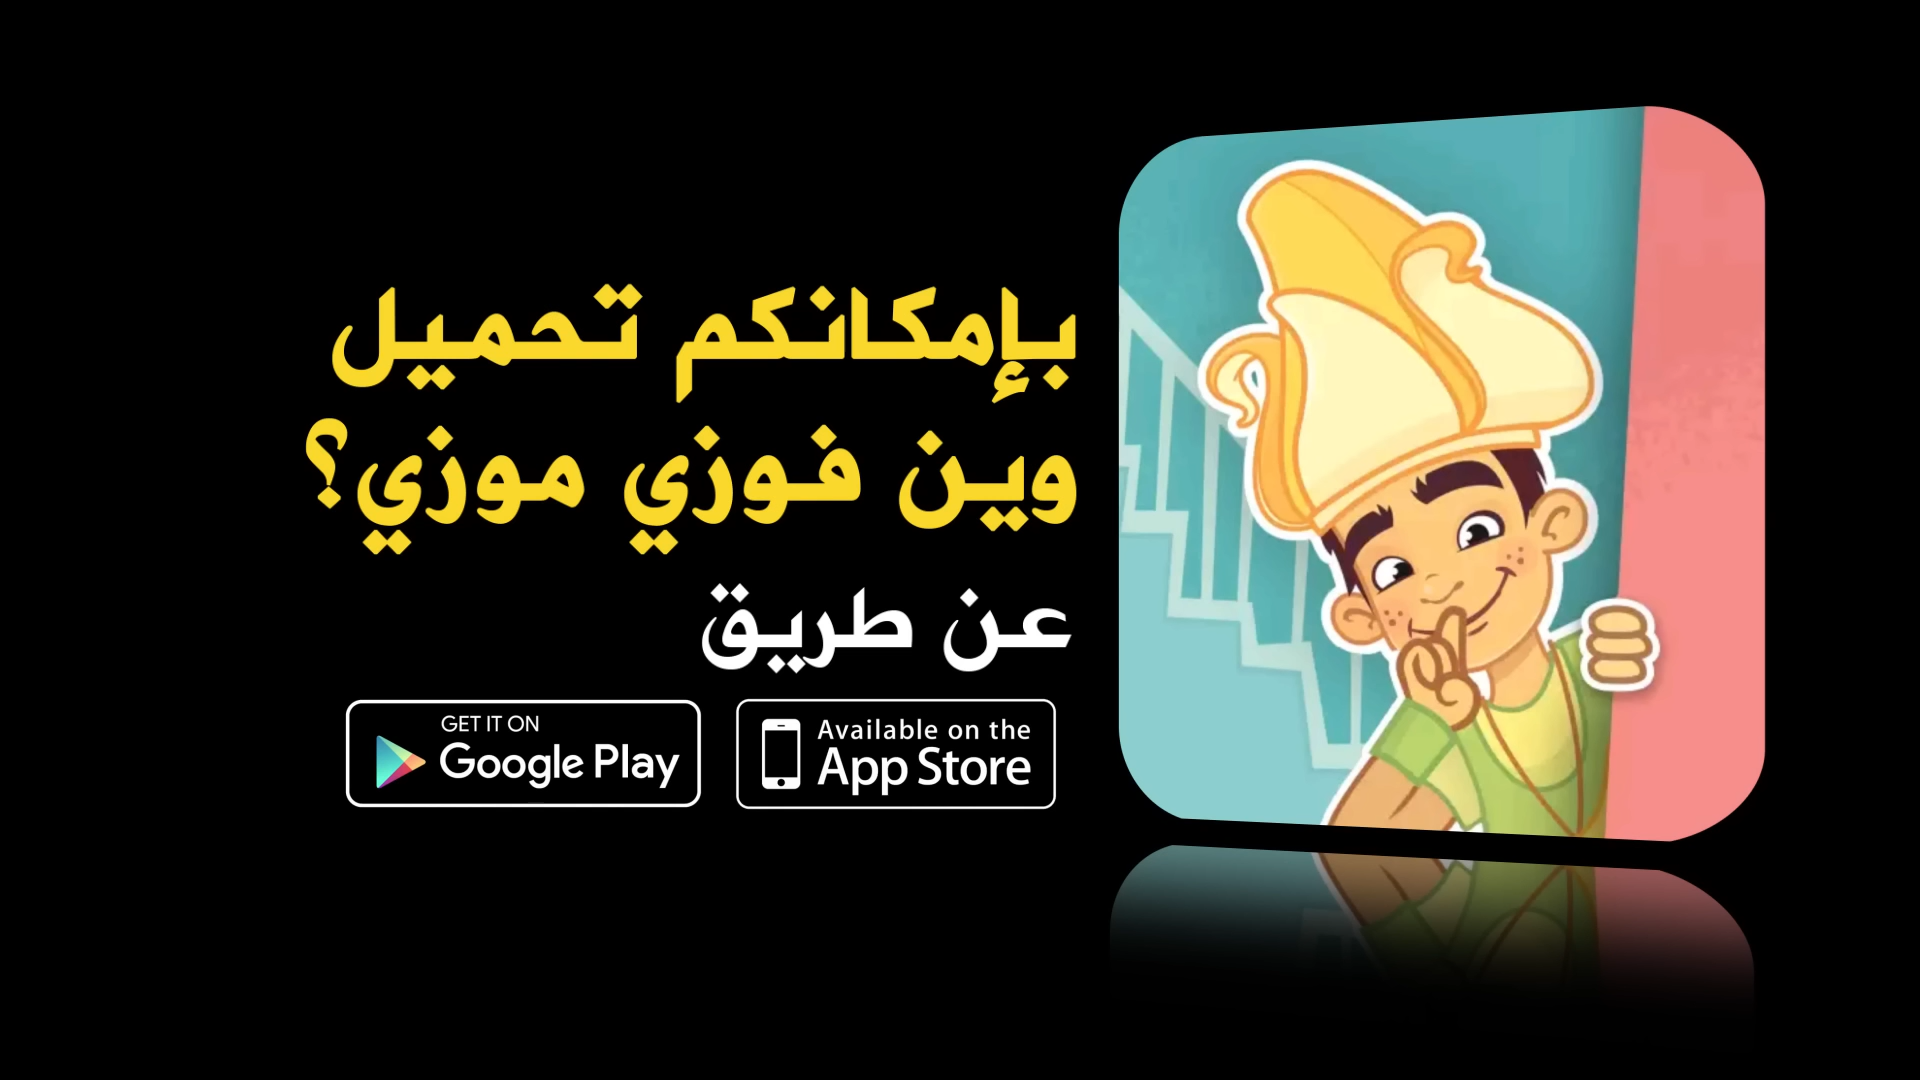 بإمكانكم تحميل
وين فوزي موزي؟
عن طريق
GET IT ON
Google Play
Available on the
App Store